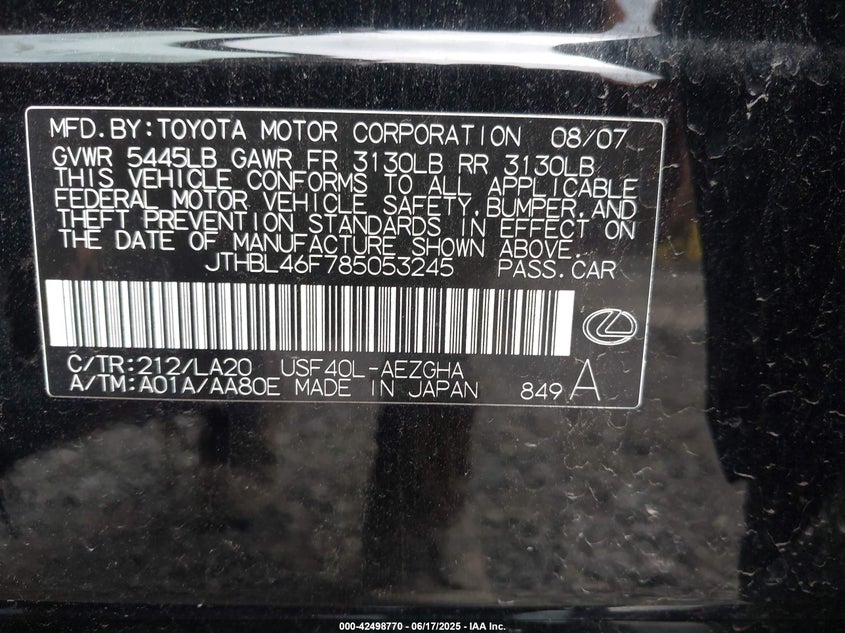 MFD.BY:TOYOTA MOTOR CORPORATION 08/07
GVWR 5445LB GAWR FR 3130LB RR 3130LB
THIS VEHICLE CONFORMS TO ALL APPLICABLE
FEDERAL MOTOR VEHICLE SAFETY,BUMPER,AND
THEFT PREVENTION STANDARDS IN EFFECT ON
THE DATE OF MANUFACTURE SHOWN ABOVE.
JTHBL46F785053245 PASS.CAR
C/TR:212/LA20 USF40L-AEZGHA
A/TM:A01A/AA80E MADE IN JAPAN 849 A
000-42498770 - 06/17/2025 - IAA Inc.